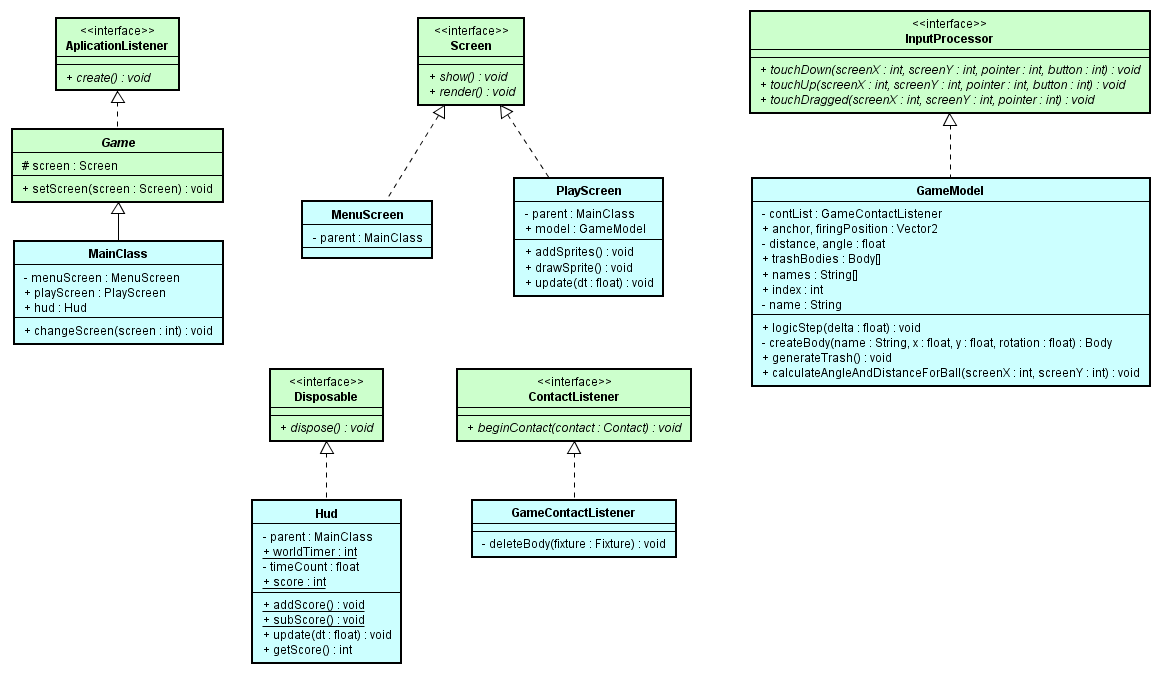 <<interface>>
AplicationListener
+ create() : void
Game
# screen : Screen
+ setScreen(screen : Screen) : void
MainClass
- menuScreen : MenuScreen
+ playScreen : PlayScreen
+ hud : Hud
+ changeScreen(screen : int) : void
<<interface>>
Screen
+ show() : void
+ render() : void
MenuScreen
- parent : MainClass
PlayScreen
- parent : MainClass
+ model : GameModel
+ addSprites() : void
+ drawSprite() : void
+ update(dt : float) : void
<<interface>>
InputProcessor
+ touchDown(screenX : int, screenY : int, pointer : int, button : int) : void
+ touchUp(screenX : int, screenY : int, pointer : int, button : int) : void
+ touchDragged(screenX : int, screenY : int, pointer : int) : void
GameModel
- contList : GameContactListener
+ anchor, firingPosition : Vector2
- distance, angle : float
+ trashBodies : Body[]
+ names : String[]
+ index : int
- name : String
+ logicStep(delta : float) : void
- createBody(name : String, x : float, y : float, rotation : float) : Body
+ generateTrash() : void
+ calculateAngleAndDistanceForBall(screenX : int, screenY : int) : void
<<interface>>
Disposable
+ dispose() : void
Hud
- parent : MainClass
+ worldTimer : int
- timeCount : float
+ score : int
+ addScore() : void
+ subScore() : void
+ update(dt : float) : void
+ getScore() : int
<<interface>>
ContactListener
+ beginContact(contact : Contact) : void
GameContactListener
- deleteBody(fixture : Fixture) : void